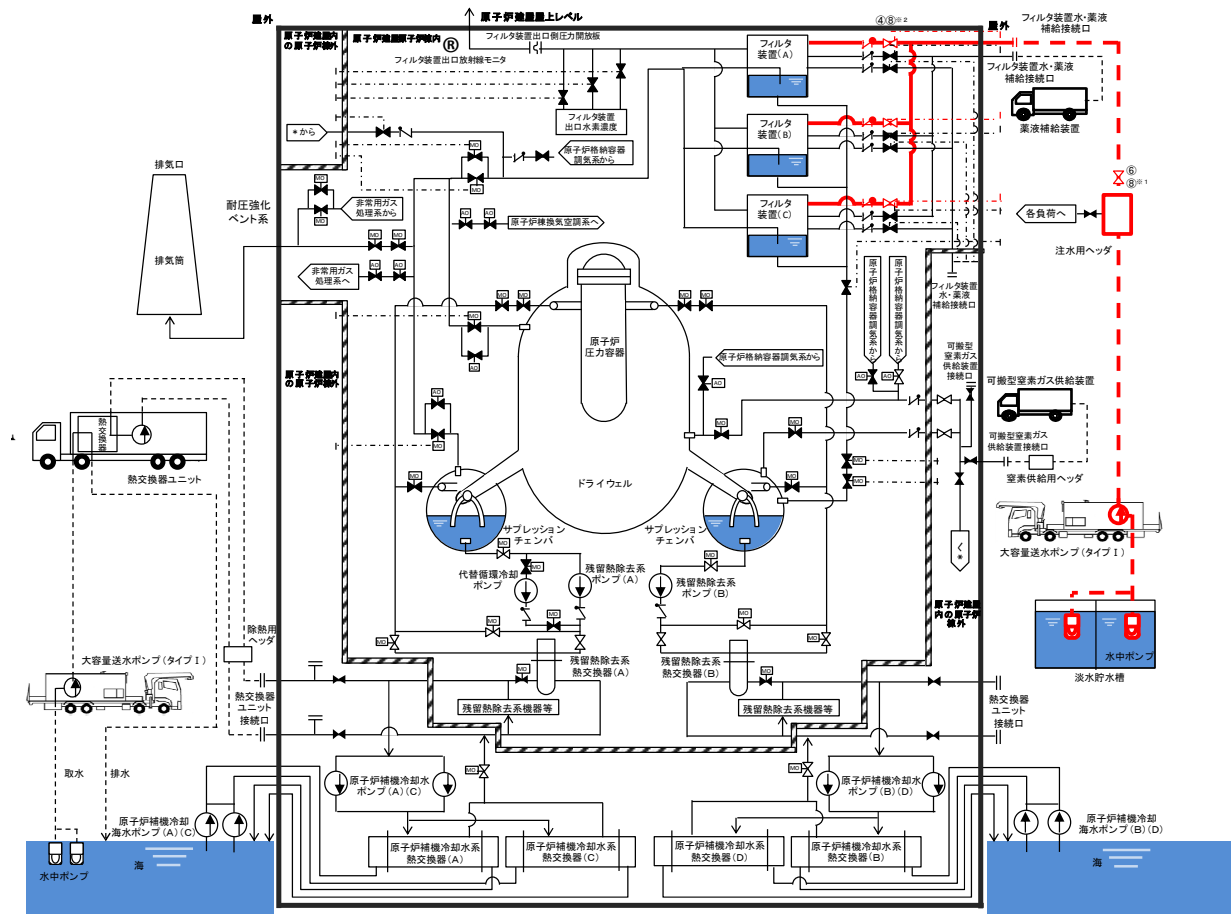 屋外
原子炉建屋屋上レベル
④⑧※2
屋外
フィルタ装置水・薬液
補給接続口
原子炉建屋内
の原子炉棟外
原子炉建屋原子炉棟内
Ⓡ
フィルタ装置出口側圧力開放板
フィルタ装置出口放射線モニタ
フィルタ
装置(A)
フィルタ装置水・薬液
補給接続口
薬液補給装置
*から
フィルタ装置
出口水素濃度
原子炉格納容器
調気系から
フィルタ
装置(B)
排気口
耐圧強化
ベント系
非常用ガス
処理系から
原子炉棟換気空調系へ
フィルタ
装置(C)
⑥
⑧※1
各負荷へ
注水用ヘッダ
排気筒
非常用ガス
処理系へ
原子炉格納容器調気系から
原子炉格納容器調気系から
フィルタ装置
水・薬液
補給接続口
原子炉
圧力容器
原子炉格納容器調気系から
可搬型
窒素ガス
供給装置
接続口
可搬型窒素ガス供給装置
原子炉建屋内
の原子炉棟外
熱交換器
熱交換器ユニット
可搬型窒素ガス
供給装置接続口
窒素供給用ヘッダ
ドライウェル
サプレッション
チェンバ
サプレッション
チェンバ
大容量送水ポンプ(タイプⅠ)
代替循環冷却
ポンプ
残留熱除去系
ポンプ(A)
残留熱除去系
ポンプ(B)
*へ
原子炉建屋
内の原子炉
棟外
水中ポンプ
淡水貯水槽
除熱用
ヘッダ
大容量送水ポンプ(タイプⅠ)
残留熱除去系
熱交換器(A)
残留熱除去系
熱交換器(B)
熱交換器
ユニット
接続口
残留熱除去系機器等
残留熱除去系機器等
熱交換器
ユニット
接続口
取水
排水
原子炉補機冷却水
ポンプ(A)(C)
原子炉補機冷却水
ポンプ(B)(D)
原子炉補機冷却
海水ポンプ(A)(C)
原子炉補機冷却
海水ポンプ(B)(D)
原子炉補機冷却水系
熱交換器(A)
原子炉補機冷却水系
熱交換器(C)
原子炉補機冷却水系
熱交換器(D)
原子炉補機冷却水系
熱交換器(B)
海
水中ポンプ
海